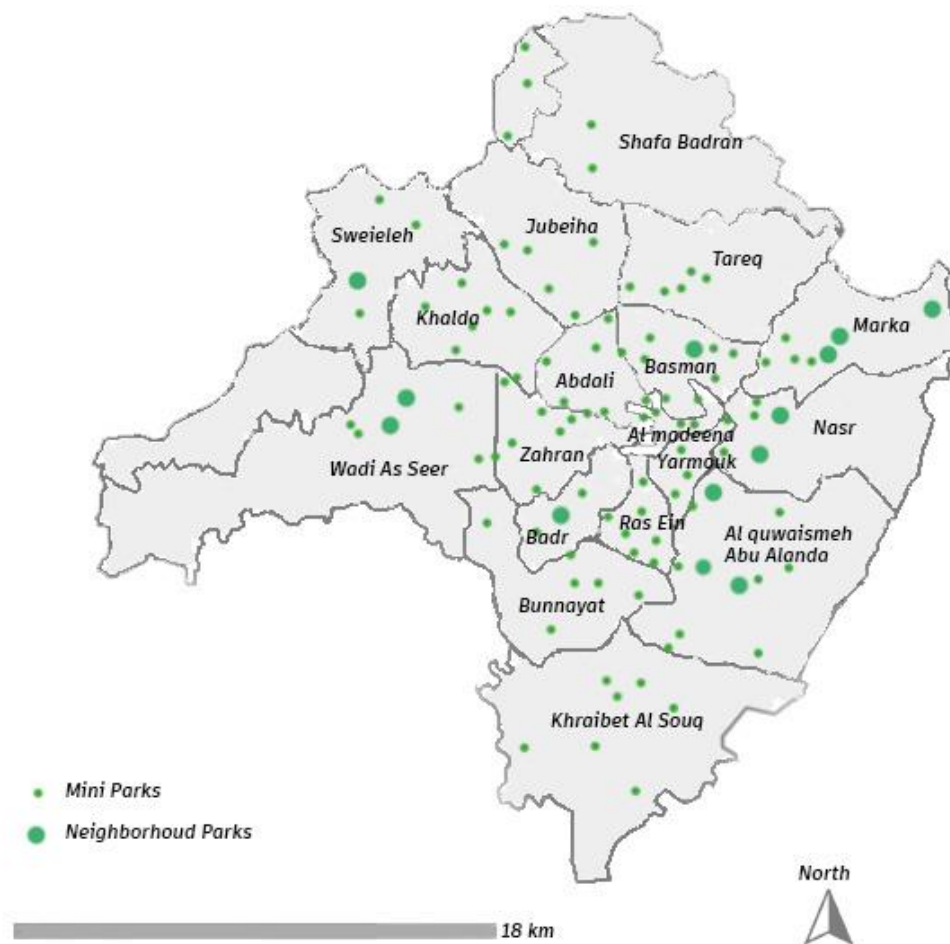 Shafa Badran
Jubeiha
Sweieleh
Tareq
Khalda
Marka
Basman
Abdali
Nasr
Al madeena
Zahran
Yarmouk
Wadi As Seer
Ras Ein
Badr
Al quwaismeh
Abu Alanda
Bunnayat
Khraibet Al Souq
Mini Parks
Neighborhoud Parks
North
18 km